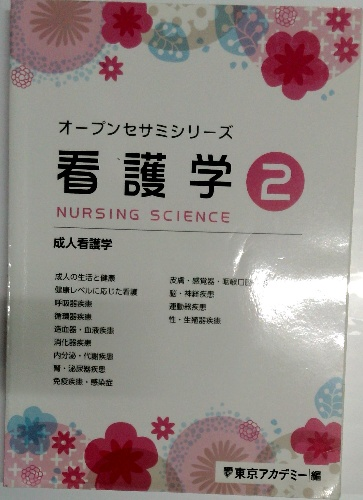 オープンセサミシリーズ
看護学 2
NURSING SCIENCE
成人看護学
成人の生活と健康
健康レベルに応じた看護
呼吸器疾患
循環器疾患
造血器・血液疾患
消化器疾患
内分泌・代謝疾患
腎・泌尿器疾患
免疫疾患・感染症
皮膚・感覚器・咽喉口腔
脳・神経疾患
運動器疾患
性・生殖器疾患
東京アカデミー編